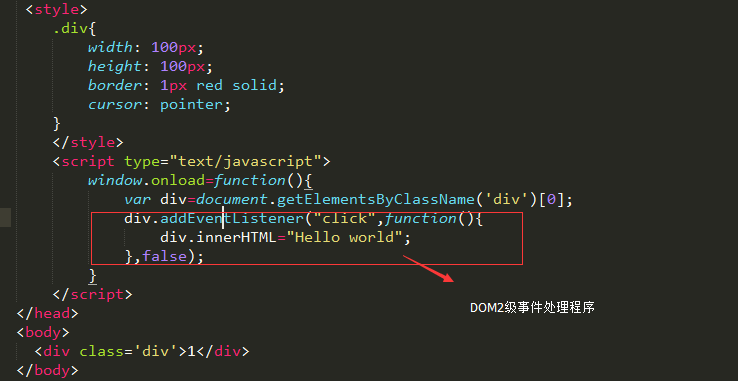 <style>
.div{
width: 100px;
height: 100px;
border: 1px red solid;
cursor: pointer;
}
</style>
<script type="text/javascript">
window.onload=function(){
var div=document.getElementsByClassName('div')[0];
div.addEventListener("click",function(){
div.innerHTML="Hello world";
},false);
}
</script>
DOM2级事件处理程序
</head>
<body>
<div class='div'>1</div>
</body>